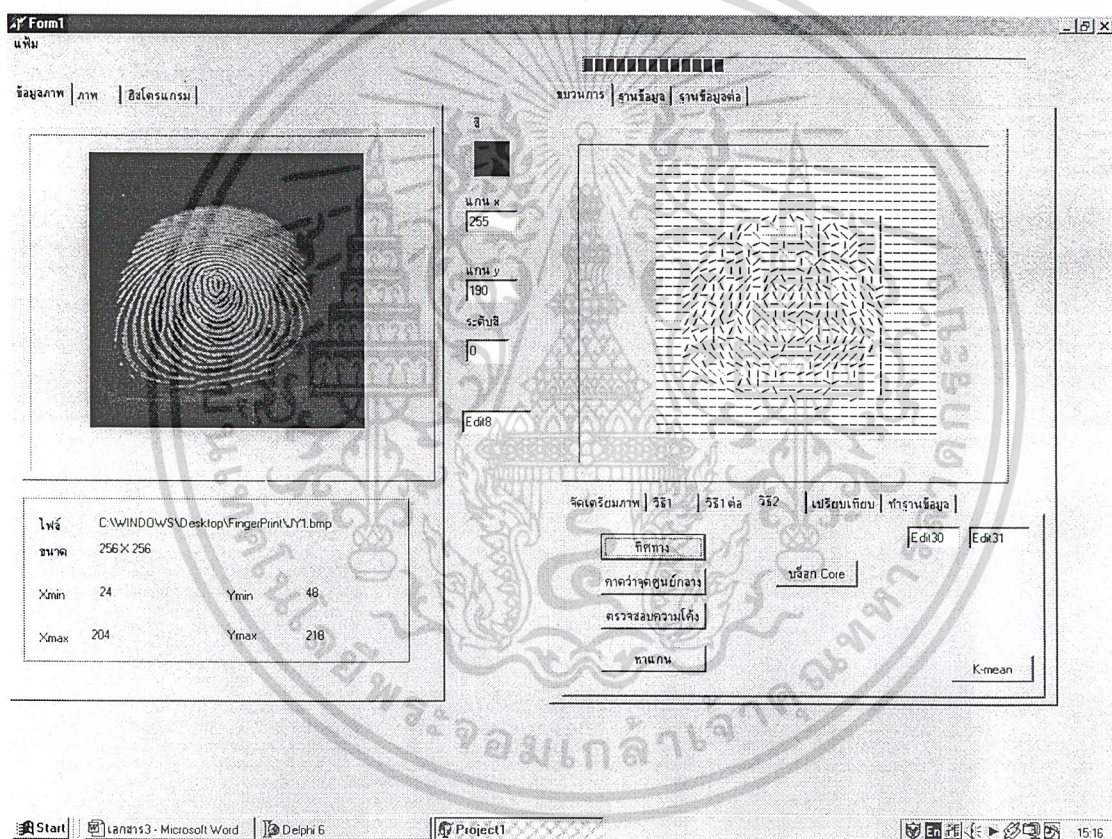 Form1
แฟ้ม
ข้อมูลภาพ ภาพ ฮิซโตรแกรม
ขบวนการ ฐานข้อมูล ฐานข้อมูลต่อ
สี
แกน x
255
แกน y
190
ระดับสี
0
Edit8
ไฟล์ C:\WINDOWS\Desktop\FingerPrint\JY1.bmp
ขนาด 256 X 256
Xmin 24 Ymin 48
Xmax 204 Ymax 218
จัดเตรียมภาพ วิธี1 วิธี1 ต่อ วิธี2 เปรียบเทียบ ทำฐานข้อมูล
Edit30 Edit31
ทิศทาง
คาดว่าจุดศูนย์กลาง
บล็อก Core
ตรวจสอบความโค้ง
หาแกน
K-mean
Start เอกสาร3 - Microsoft Word Delphi 6 Project1 15:16